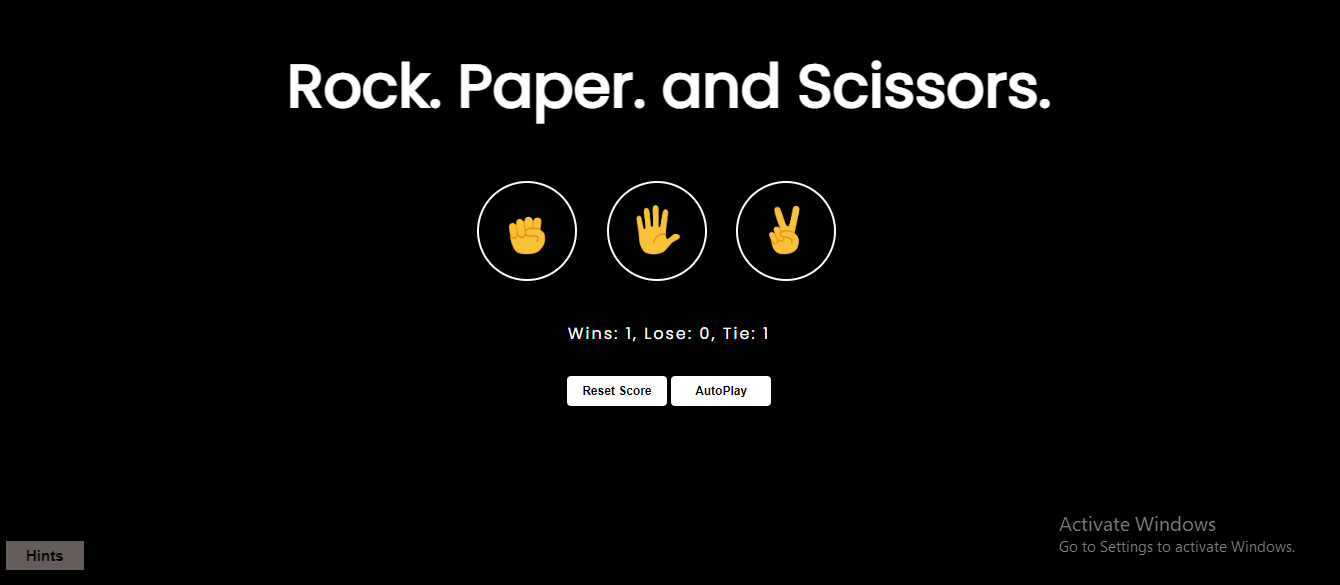 Rock. Paper. and Scissors.
Wins: 1, Lose: 0, Tie: 1
Reset Score AutoPlay
Activate Windows
Go to Settings to activate Windows.
Hints